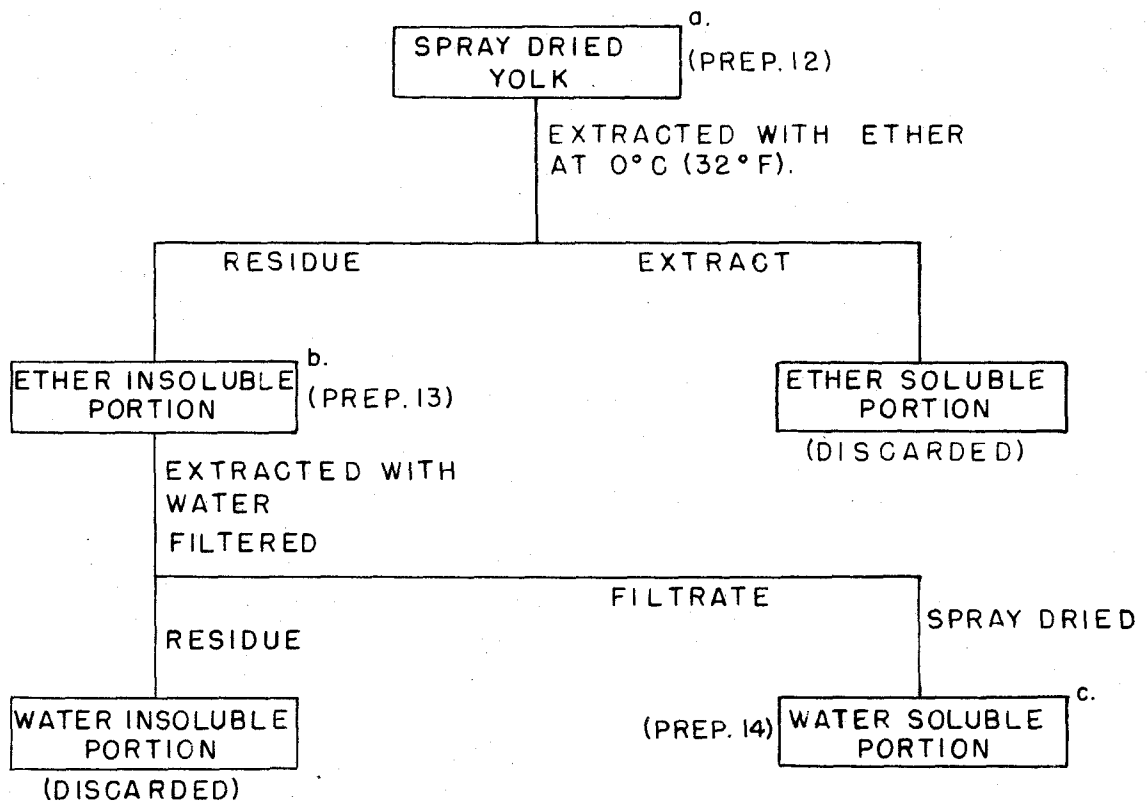 a.
SPRAY DRIED
YOLK
(PREP. 12)
EXTRACTED WITH ETHER
AT 0°C (32°F).
RESIDUE
EXTRACT
b.
ETHER INSOLUBLE
PORTION
(PREP. 13)
ETHER SOLUBLE
PORTION
(DISCARDED)
EXTRACTED WITH
WATER
FILTERED
FILTRATE
SPRAY DRIED
RESIDUE
WATER INSOLUBLE
PORTION
(DISCARDED)
c.
(PREP. 14)
WATER SOLUBLE
PORTION